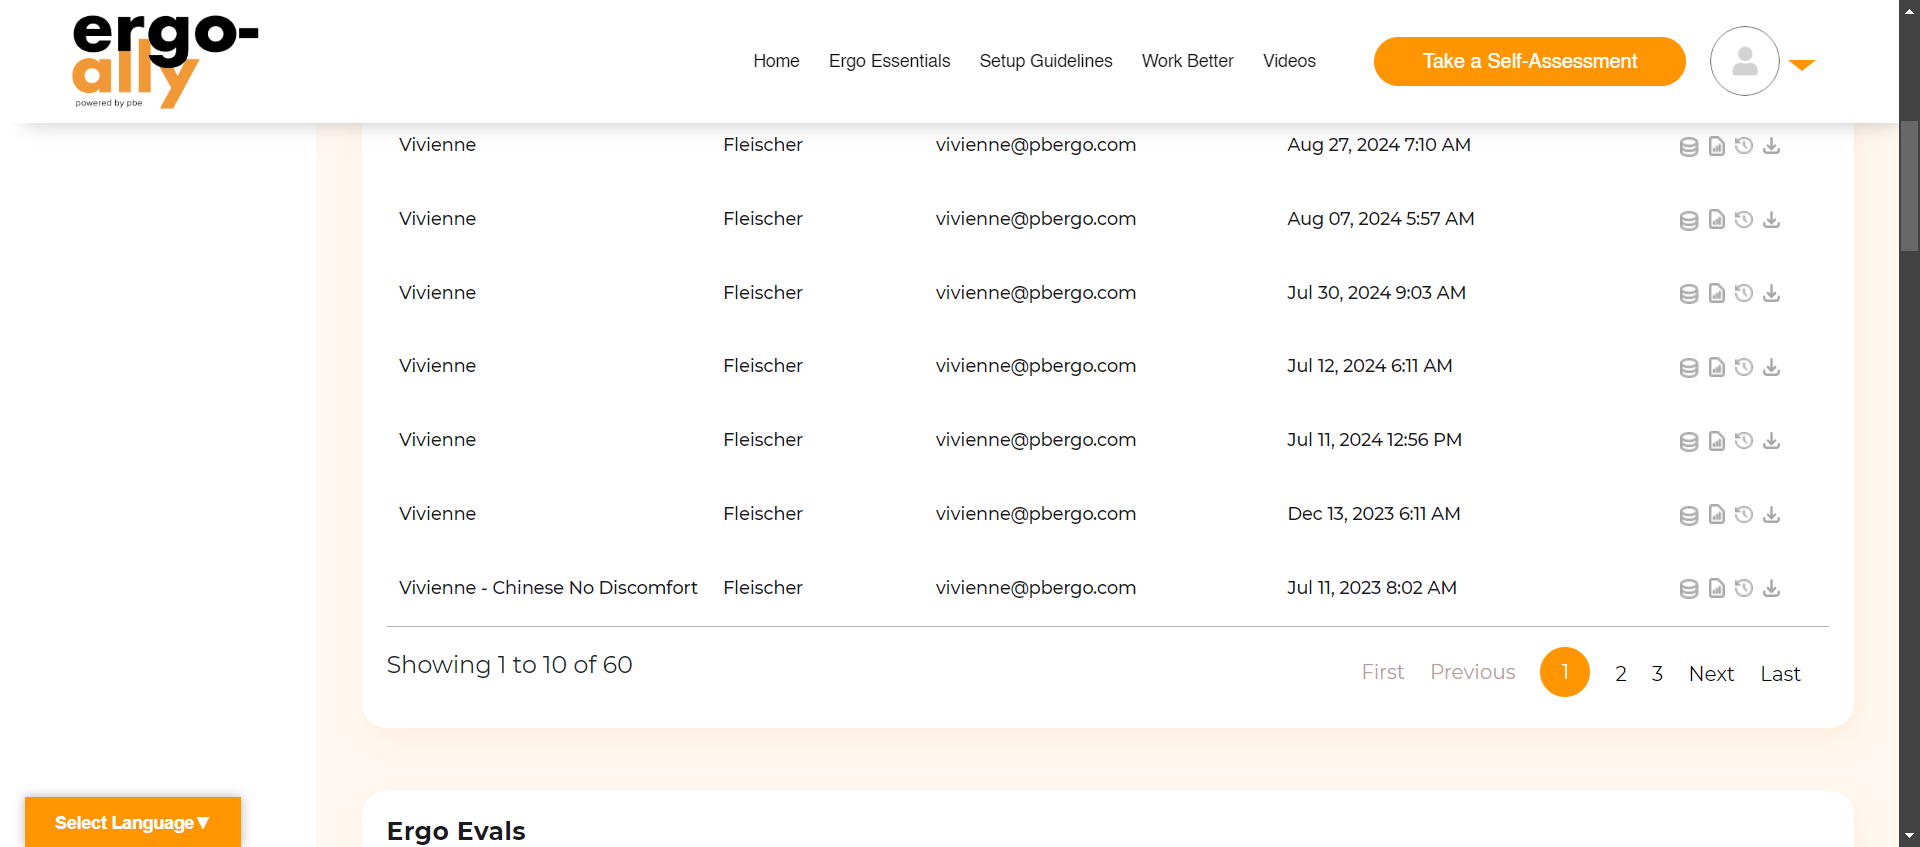 ergo-
ally
powered by pbe
Home Ergo Essentials Setup Guidelines Work Better Videos Take a Self-Assessment
Vivienne Fleischer vivienne@pbergo.com Aug 27, 2024 7:10 AM
Vivienne Fleischer vivienne@pbergo.com Aug 07, 2024 5:57 AM
Vivienne Fleischer vivienne@pbergo.com Jul 30, 2024 9:03 AM
Vivienne Fleischer vivienne@pbergo.com Jul 12, 2024 6:11 AM
Vivienne Fleischer vivienne@pbergo.com Jul 11, 2024 12:56 PM
Vivienne Fleischer vivienne@pbergo.com Dec 13, 2023 6:11 AM
Vivienne - Chinese No Discomfort Fleischer vivienne@pbergo.com Jul 11, 2023 8:02 AM
Showing 1 to 10 of 60 First Previous 1 2 3 Next Last
Select Language▼
Ergo Evals